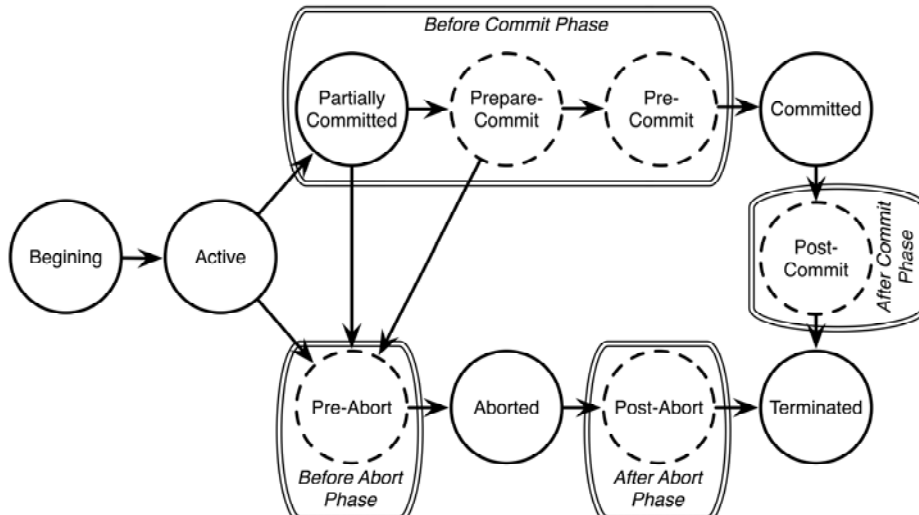 Before Commit Phase
Partially
Committed
Prepare-
Commit
Pre-
Commit
Committed
Begining
Active
Post-
Commit
After Commit
Phase
Pre-Abort
Aborted
Post-Abort
Terminated
Before Abort
Phase
After Abort
Phase